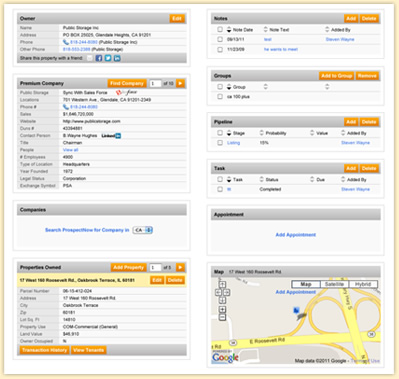 Owner Edit
Name Public Storage Inc
Address PO BOX 25025, Glendale Heights, CA 91201
Phone 818-244-8080 (Public Storage Inc)
Other Phone (Public Storage)
Share this property with a friend:
Premium Company Find Company 1 of 10
Public Storage Sync With Sales Force
Locations 701 Western Ave., Glendale, CA 91201-2349
Phone # 818-244-8080
Sales $1,646,720,000
Website http://www.publicstorage.com
Duns # 43394881
Contact Person B Wayne Hughes Linked in
Title Chairman
People View all
# Employees 4900
Type of Location Headquarters
Year Founded 1972
Legal Status Corporation
Exchange Symbol PSA
Companies
Search ProspectNow for Company in CA
Properties Owned Add Property 1 of 5
17 West 160 Roosevelt Rd., Oakbrook Terrace, IL 60181 Edit Delete
Parcel Number 06-15-412-024
Address 17 West 160 Roosevelt Rd
City Oakbrook Terrace
Zip 60181
Lot Sq. Ft 14810
Property Use COM-Commercial (General)
Land Value $46,910
Owner Occupied N
Transaction History View Tenants
Notes Add Delete
Note Date Note Text Added By
09/13/11 test Steven Wayne
11/23/09 he wants to meet!
Groups Add to Group Remove
Group
ca 100 plus
Pipeline Add Delete
Stage Probability Value Added By
Listing 15% Steven Wayne
Task Add Delete
Task Status Due Added By
Completed Steven Wayne
Appointment
Add Appointment
Map 17 West 160 Roosevelt Rd., Oakbrook Terrace
Map Satellite Hybrid
E Roosevelt Rd
t Rd
POWERED BY
Google
Map data ©2011 Google - Terms of Use